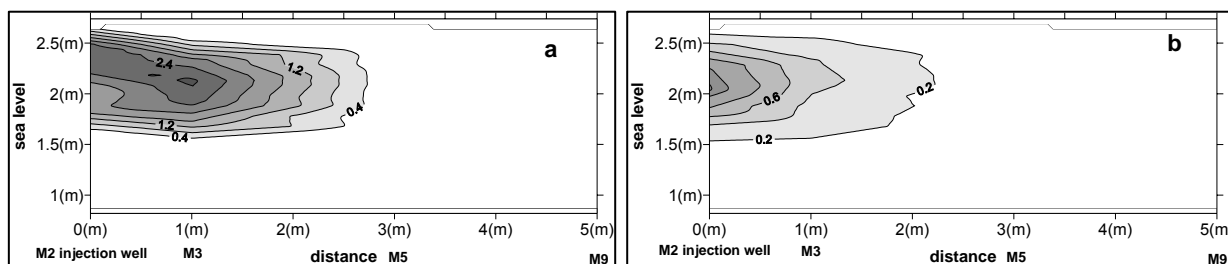 a
2.5(m)
2(m)
1.5(m)
1(m)
sea level
2.4
1.2
0.4
1.2
0.4
0(m) 1(m) 2(m) 3(m) 4(m) 5(m)
M2 injection well M3 distance M5 M9
b
2.5(m)
2(m)
1.5(m)
1(m)
sea level
0.2
0.6
0.2
0(m) 1(m) 2(m) 3(m) 4(m) 5(m)
M2 injection well M3 distance M5 M9